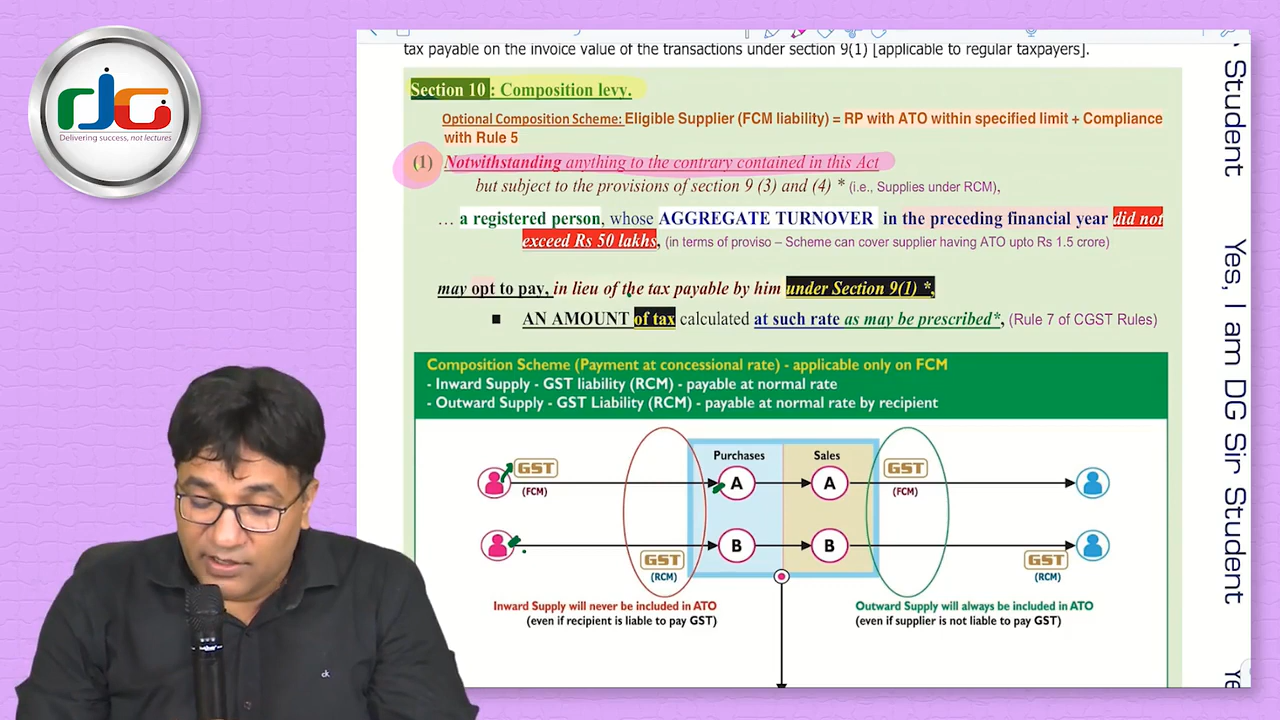 Delivering success, not lectures
tax payable on the invoice value of the transactions under section 9(1) [applicable to regular taxpayers].
Section 10 : Composition levy.
Optional Composition Scheme: Eligible Supplier (FCM liability) = RP with ATO within specified limit + Compliance
with Rule 5
(1) Notwithstanding anything to the contrary contained in this Act
but subject to the provisions of section 9 (3) and (4) * (i.e., Supplies under RCM),
… a registered person, whose AGGREGATE TURNOVER in the preceding financial year did not
exceed Rs 50 lakhs, (in terms of proviso – Scheme can cover supplier having ATO upto Rs 1.5 crore)
may opt to pay, in lieu of the tax payable by him under Section 9(1) *,
■ AN AMOUNT of tax calculated at such rate as may be prescribed*, (Rule 7 of CGST Rules)
Composition Scheme (Payment at concessional rate) - applicable only on FCM
- Inward Supply - GST liability (RCM) - payable at normal rate
- Outward Supply - GST Liability (RCM) - payable at normal rate by recipient
Purchases Sales
GST A A GST
(FCM) (FCM)
B B
GST GST
(RCM) (RCM)
Inward Supply will never be included in ATO
(even if recipient is liable to pay GST)
Outward Supply will always be included in ATO
(even if supplier is not liable to pay GST)
Student
Yes, I am DG Sir Student
Ye
dk